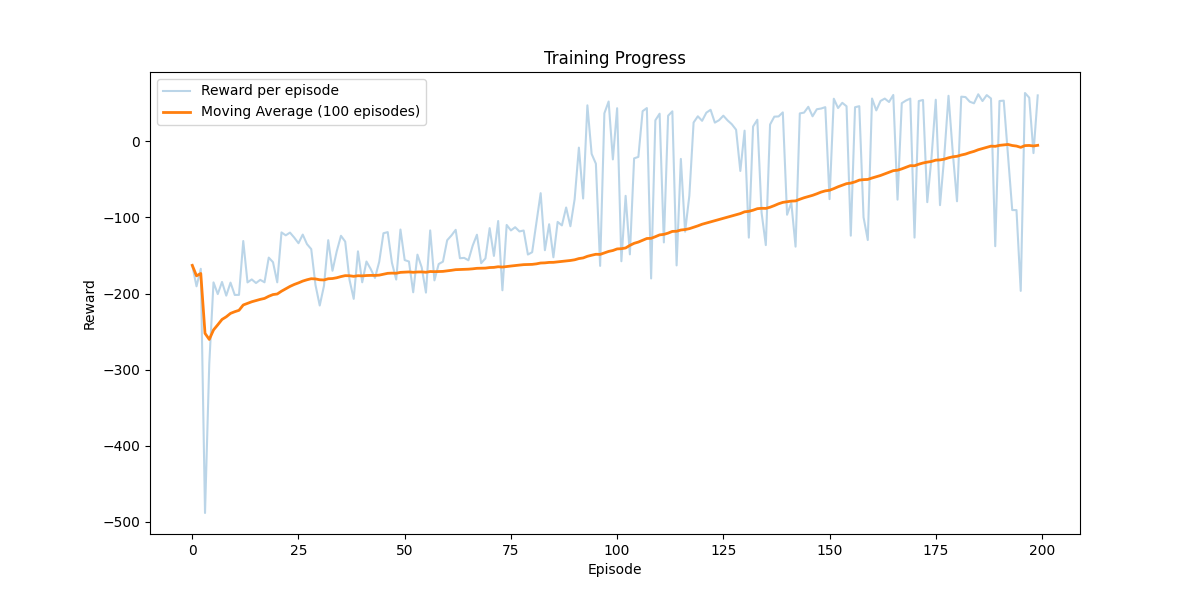 Training Progress
Reward per episode
Moving Average (100 episodes)
0
−100
−200
−300
−400
−500
Reward
0 25 50 75 100 125 150 175 200
Episode